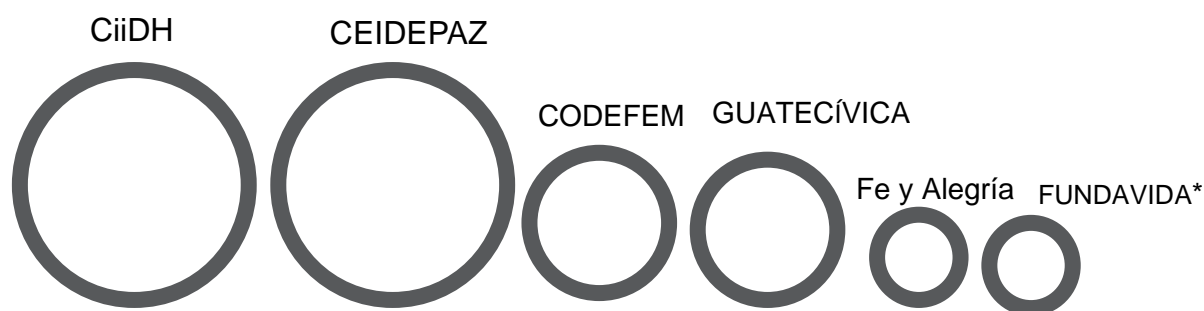 CiiDH
CEIDEPAZ
CODEFEM
GUATECÍVICA
Fe y Alegría
FUNDAVIDA*